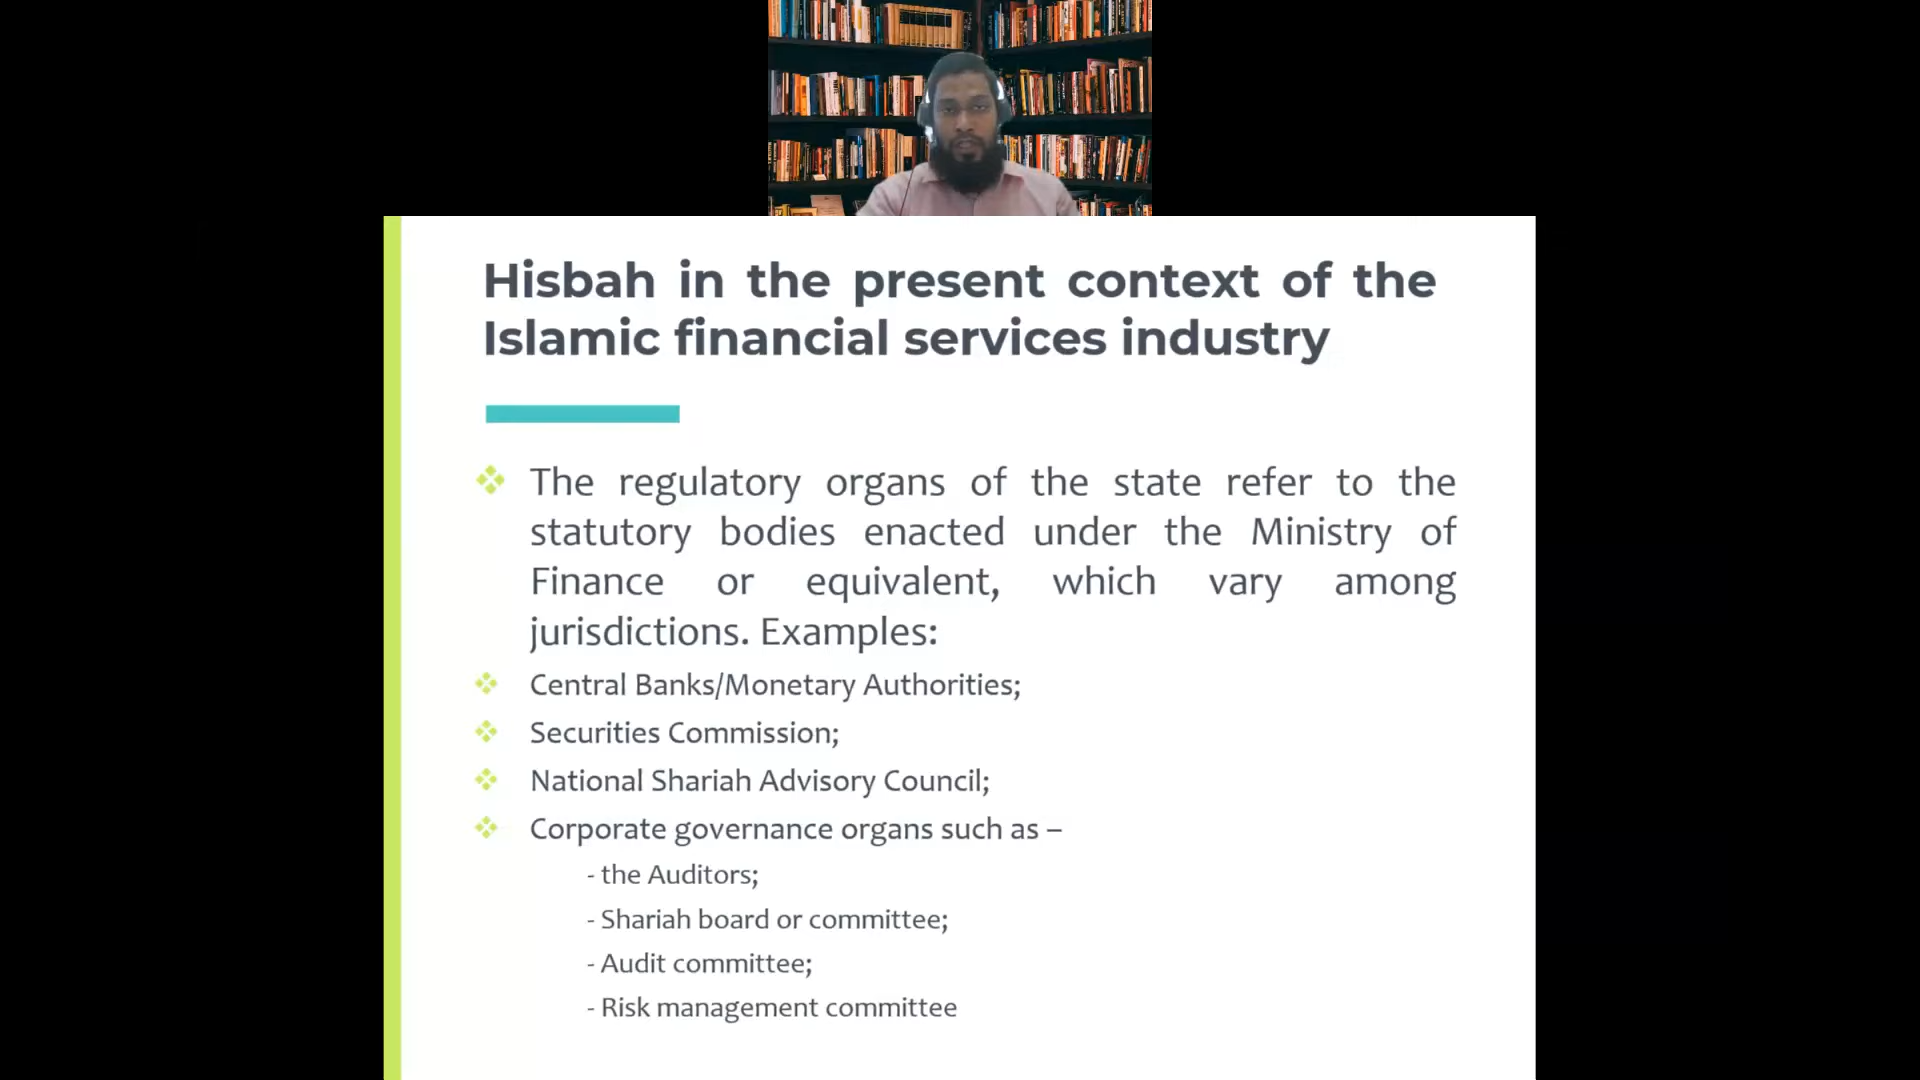 Hisbah in the present context of the
Islamic financial services industry
The regulatory organs of the state refer to the
statutory bodies enacted under the Ministry of
Finance or equivalent, which vary among
jurisdictions. Examples:
Central Banks/Monetary Authorities;
Securities Commission;
National Shariah Advisory Council;
Corporate governance organs such as –
- the Auditors;
- Shariah board or committee;
- Audit committee;
- Risk management committee